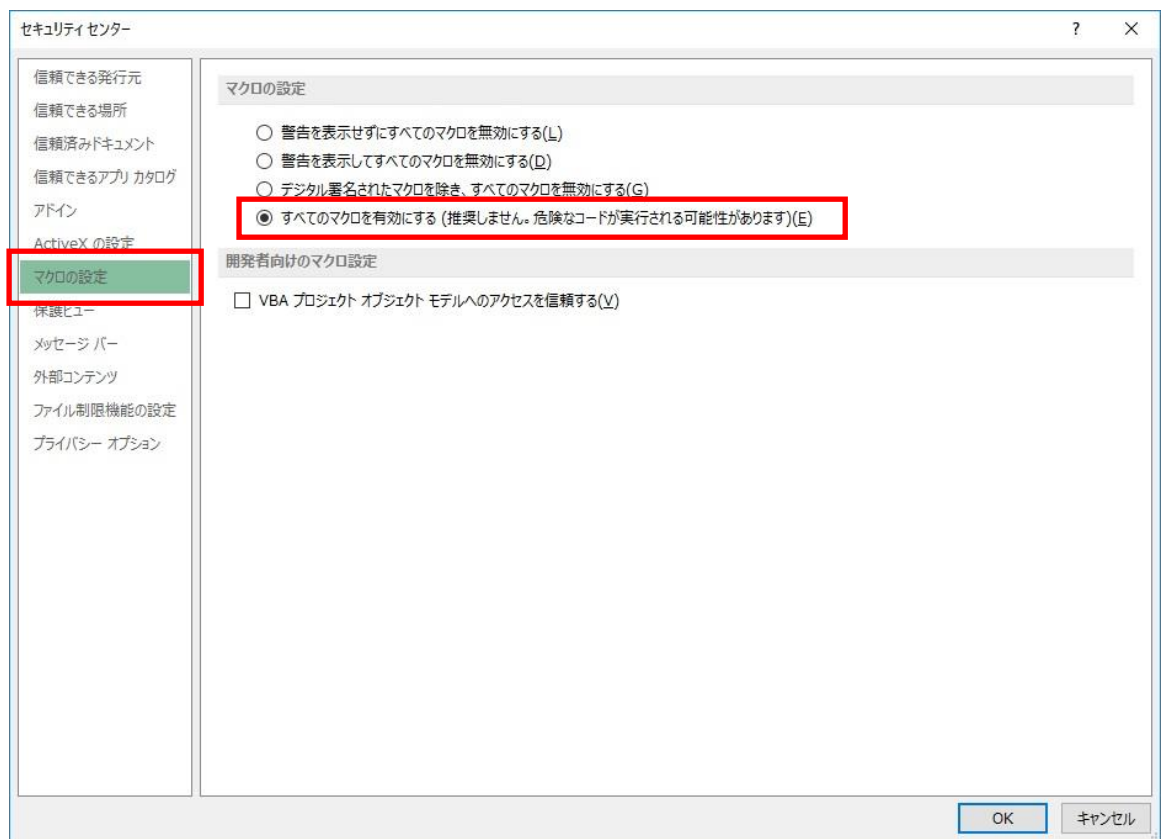 セキュリティ センター
?
信頼できる発行元
信頼できる場所
信頼済みドキュメント
信頼できるアプリ カタログ
アドイン
ActiveX の設定
マクロの設定
保護ビュー
メッセージ バー
外部コンテンツ
ファイル制限機能の設定
プライバシー オプション
マクロの設定
警告を表示せずにすべてのマクロを無効にする(L)
警告を表示してすべてのマクロを無効にする(D)
デジタル署名されたマクロを除き、すべてのマクロを無効にする(G)
すべてのマクロを有効にする (推奨しません。危険なコードが実行される可能性があります)(E)
開発者向けのマクロ設定
VBA プロジェクト オブジェクト モデルへのアクセスを信頼する(V)
OK
キャンセル